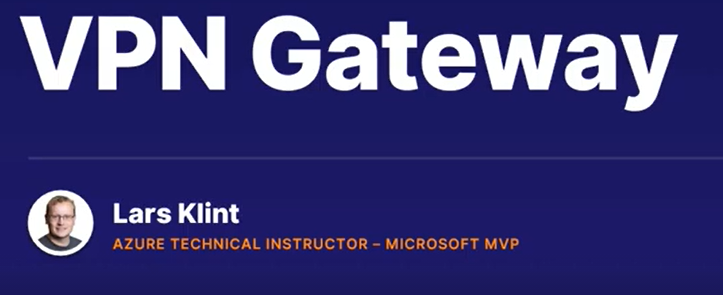 VPN Gateway
Lars Klint
AZURE TECHNICAL INSTRUCTOR – MICROSOFT MVP